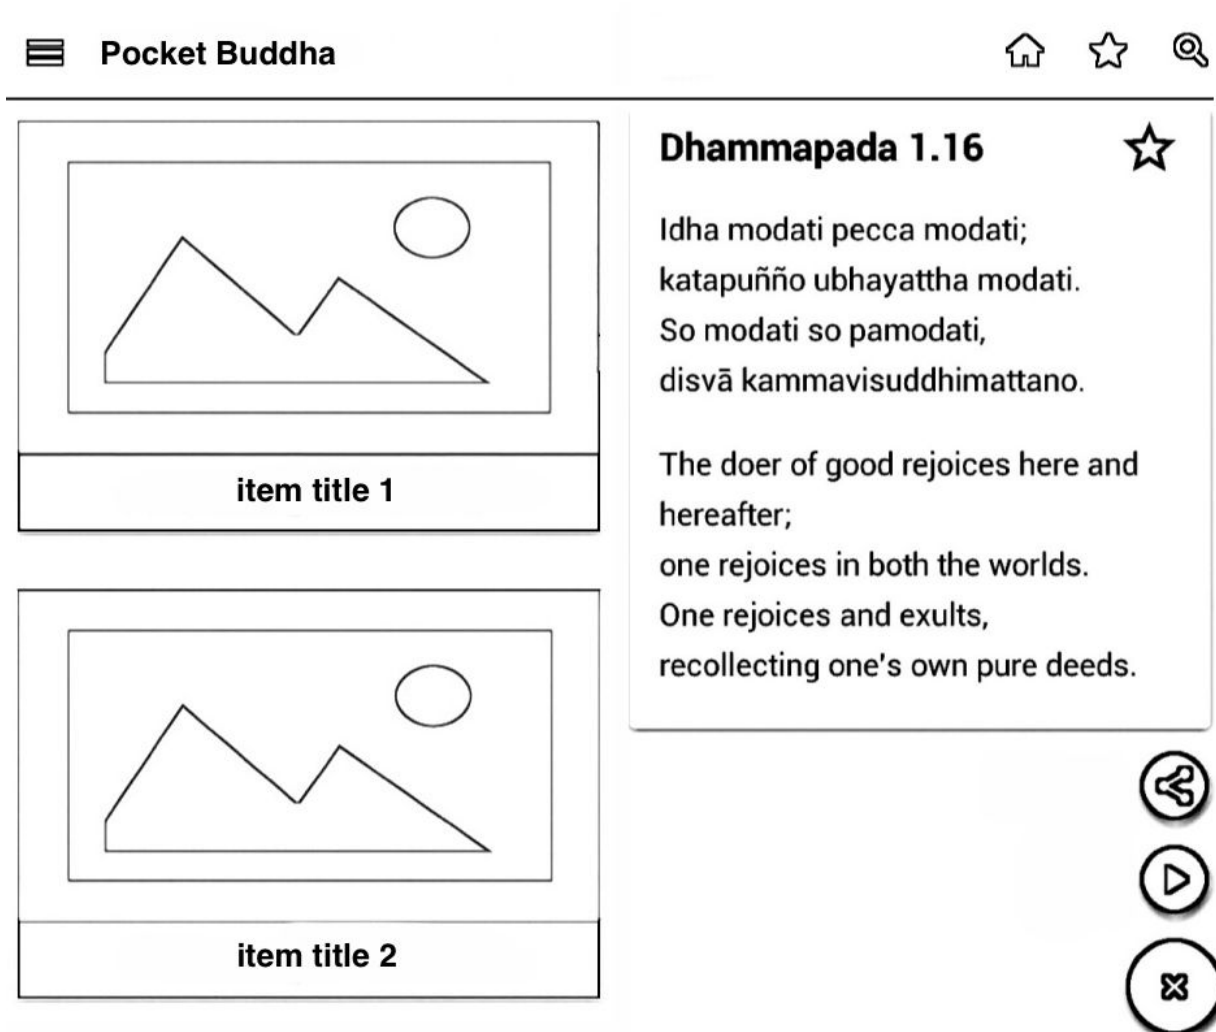 Pocket Buddha
item title 1
item title 2
Dhammapada 1.16
Idha modati pecca modati;
katapuñño ubhayattha modati.
So modati so pamodati,
disvā kammavisuddhimattano.
The doer of good rejoices here and
hereafter;
one rejoices in both the worlds.
One rejoices and exults,
recollecting one's own pure deeds.